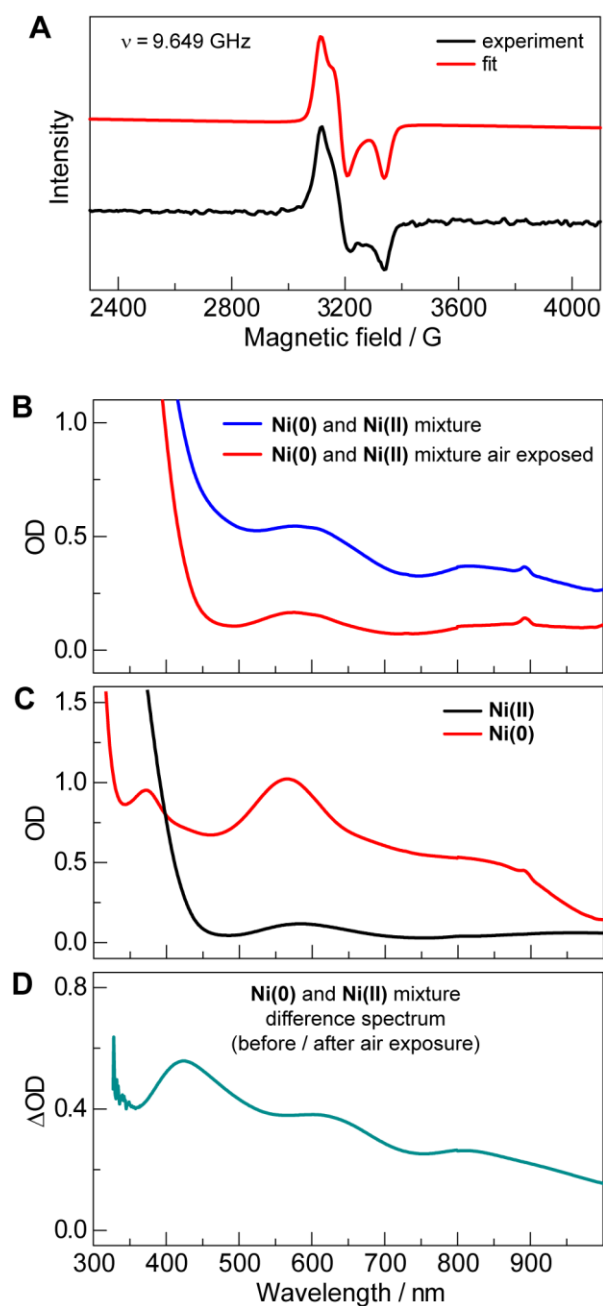 A
ν = 9.649 GHz
experiment
fit
Intensity
2400 2800 3200 3600 4000
Magnetic field / G
B
1.0
0.5
0.0
OD
Ni(0) and Ni(II) mixture
Ni(0) and Ni(II) mixture air exposed
C
1.5
1.0
0.5
0.0
OD
Ni(II)
Ni(0)
D
0.8
0.4
0.0
ΔOD
Ni(0) and Ni(II) mixture
difference spectrum
(before / after air exposure)
300 400 500 600 700 800 900
Wavelength / nm